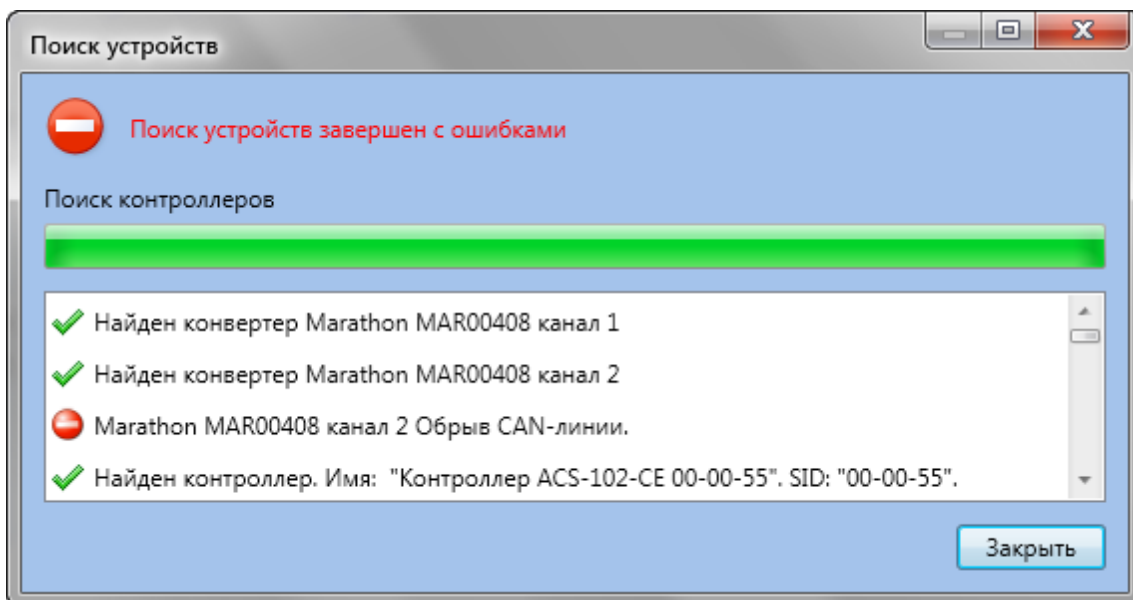 Поиск устройств
Поиск устройств завершен с ошибками
Поиск контроллеров
Найден конвертер Marathon MAR00408 канал 1
Найден конвертер Marathon MAR00408 канал 2
Marathon MAR00408 канал 2 Обрыв CAN-линии.
Найден контроллер. Имя:  "Контроллер ACS-102-CE 00-00-55". SID: "00-00-55".
Закрыть